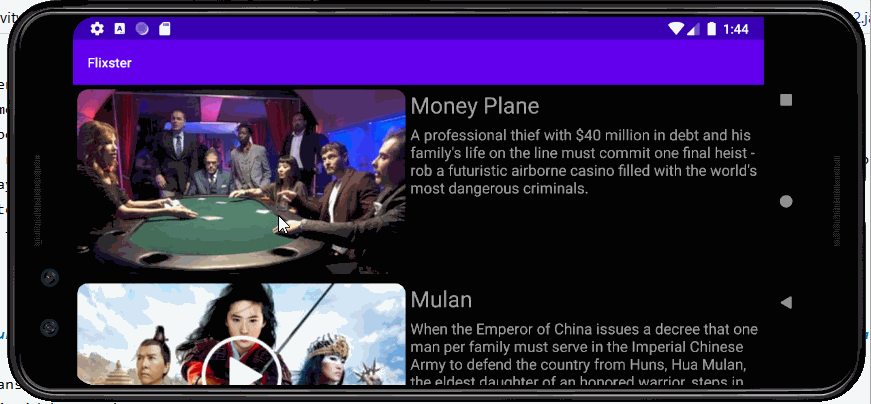 1:44
Flixster
Money Plane
A professional thief with $40 million in debt and his
family's life on the line must commit one final heist -
rob a futuristic airborne casino filled with the world's
most dangerous criminals.
Mulan
When the Emperor of China issues a decree that one
man per family must serve in the Imperial Chinese
Army to defend the country from Huns, Hua Mulan,
the eldest daughter of an honored warrior, steps in